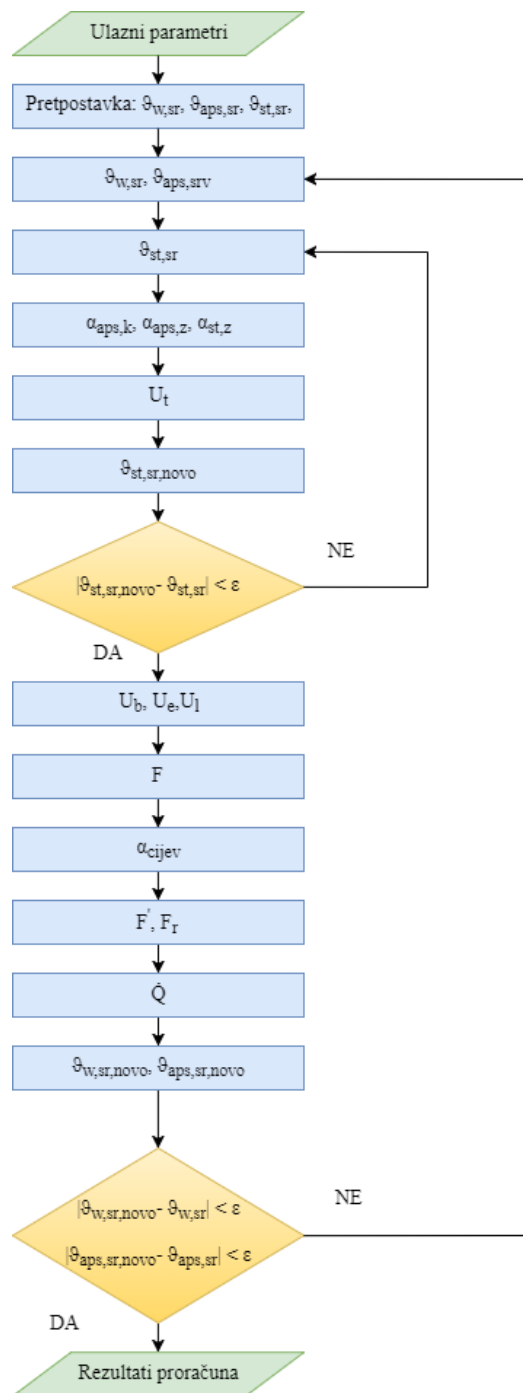 Ulazni parametri
Pretpostavka: ϑw,sr, ϑaps,sr, ϑst,sr,
ϑw,sr, ϑaps,srv
ϑst,sr
αaps,k, αaps,z, αst,z
Ut
ϑst,sr,novo
|ϑst,sr,novo- ϑst,sr| < ε
NE
DA
Ub, Ue,Ul
F
αcijev
F', Fr
Q̇
ϑw,sr,novo, ϑaps,sr,novo
|ϑw,sr,novo- ϑw,sr| < ε
|ϑaps,sr,novo- ϑaps,sr| < ε
NE
DA
Rezultati proračuna